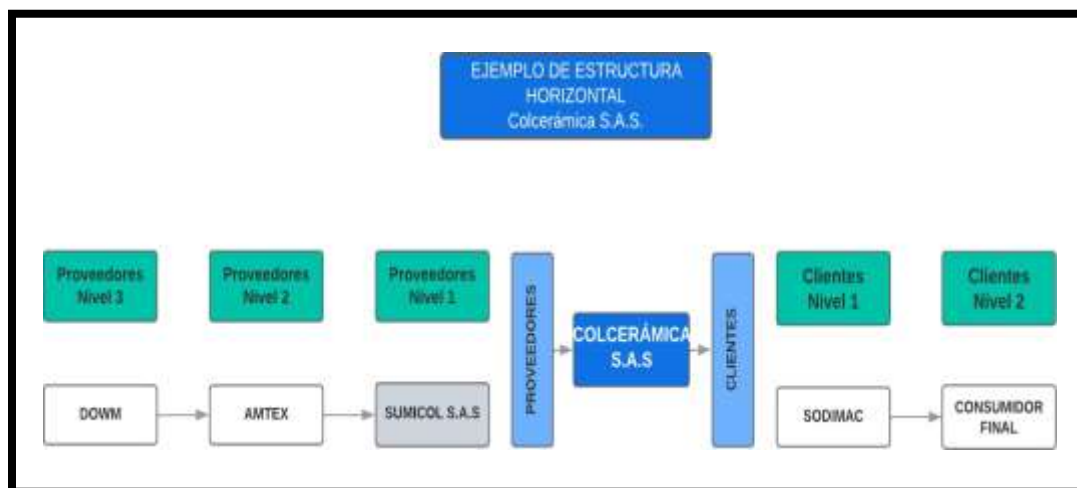 EJEMPLO DE ESTRUCTURA
HORIZONTAL
Colcerámica S.A.S.
Proveedores
Nivel 3
Proveedores
Nivel 2
Proveedores
Nivel 1
PROVEEDORES
COLCERÁMICA
S.A.S
CLIENTES
Clientes
Nivel 1
Clientes
Nivel 2
DOWM
AMTEX
SUMICOL S.A.S
SODIMAC
CONSUMIDOR
FINAL